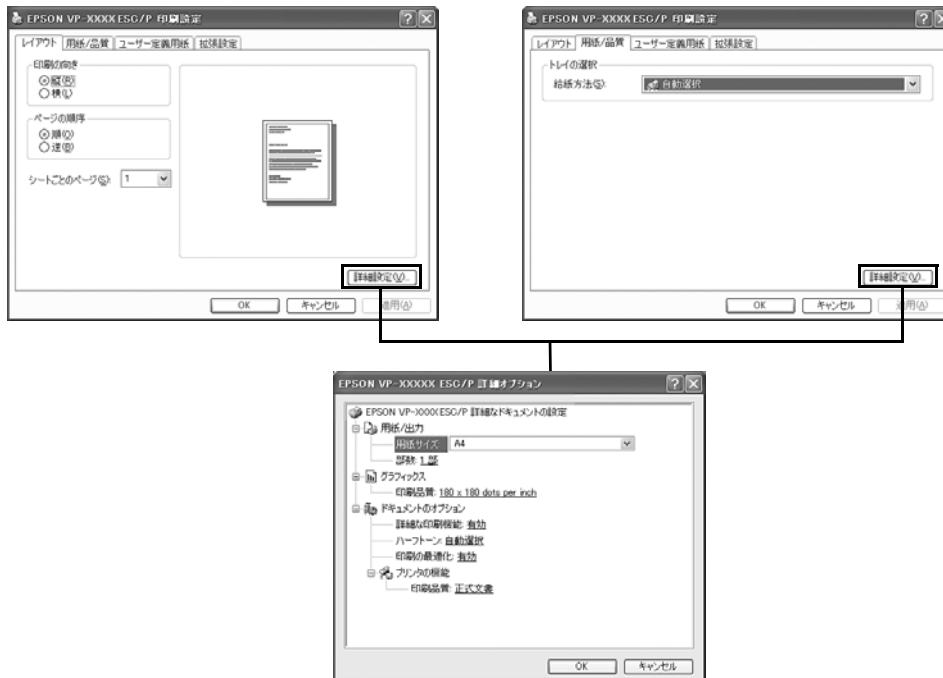 EPSON VP-XXXX ESC/P 印刷設定
レイアウト 用紙/品質 ユーザー定義用紙 拡張設定
印刷の向き
縦(R)
横(L)
ページの順序
順(Q)
逆(B)
シートごとのページ(G): 1
詳細設定(V)...
OK キャンセル 適用(A)
EPSON VP-XXXX ESC/P 印刷設定
レイアウト 用紙/品質 ユーザー定義用紙 拡張設定
トレイの選択
給紙方法(S): 自動選択
詳細設定(V)...
OK キャンセル 適用(A)
EPSON VP-XXXXX ESC/P 詳細オプション
EPSON VP-XXXX ESC/P 詳細なドキュメントの設定
用紙/出力
用紙サイズ: A4
部数: 1 部
グラフィックス
印刷品質: 180 x 180 dots per inch
ドキュメントのオプション
詳細な印刷機能: 有効
ハーフトーン: 自動選択
印刷の最適化: 有効
プリンタの機能
印刷品質: 正式文書
OK キャンセル